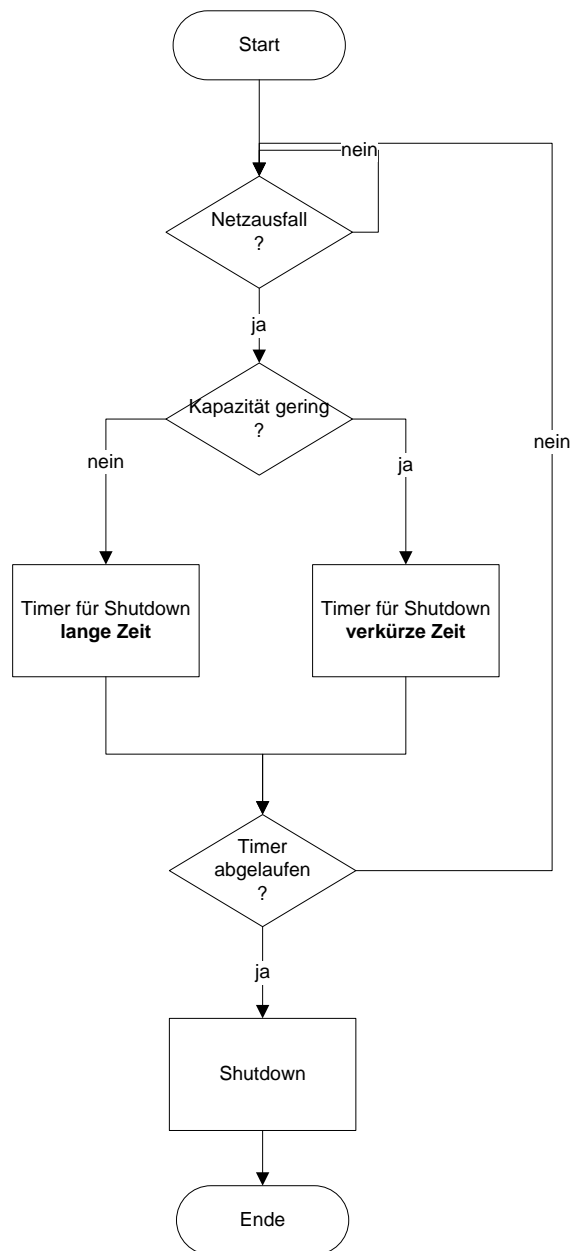 Start
nein
Netzausfall
?
ja
Kapazität gering
?
nein
ja
nein
Timer für Shutdown
lange Zeit
Timer für Shutdown
verkürze Zeit
Timer
abgelaufen
?
ja
Shutdown
Ende